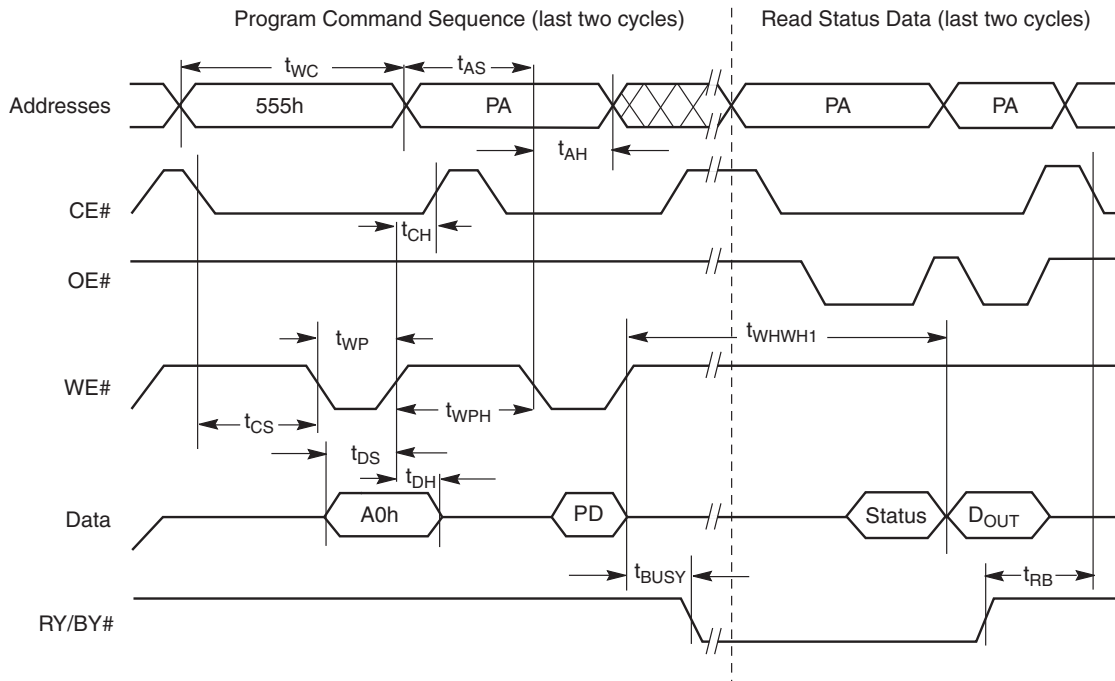 Program Command Sequence (last two cycles)
Read Status Data (last two cycles)
tWC
tAS
Addresses
555h
PA
PA
PA
tAH
CE#
tCH
OE#
tWP
tWHWH1
WE#
tCS
tWPH
tDS
tDH
Data
A0h
PD
Status
DOUT
tBUSY
tRB
RY/BY#